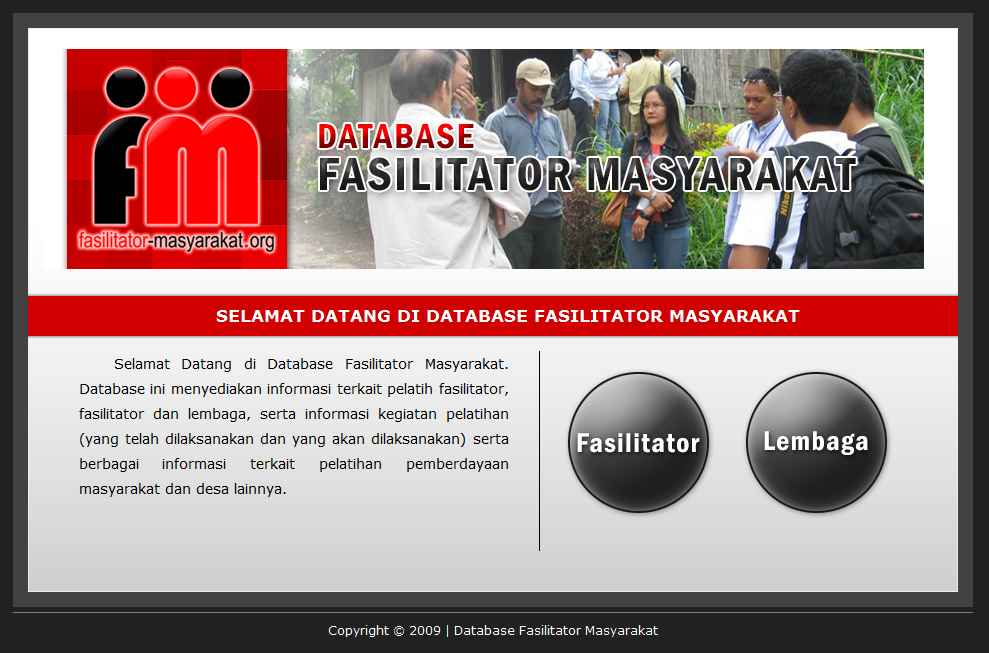 fm
fasilitator-masyarakat.org
DATABASE
FASILITATOR MASYARAKAT
Nikon
SELAMAT DATANG DI DATABASE FASILITATOR MASYARAKAT
Selamat Datang di Database Fasilitator Masyarakat.
Database ini menyediakan informasi terkait pelatih fasilitator,
fasilitator dan lembaga, serta informasi kegiatan pelatihan
(yang telah dilaksanakan dan yang akan dilaksanakan) serta
berbagai informasi terkait pelatihan pemberdayaan
masyarakat dan desa lainnya.
Fasilitator
Lembaga
Copyright © 2009 | Database Fasilitator Masyarakat